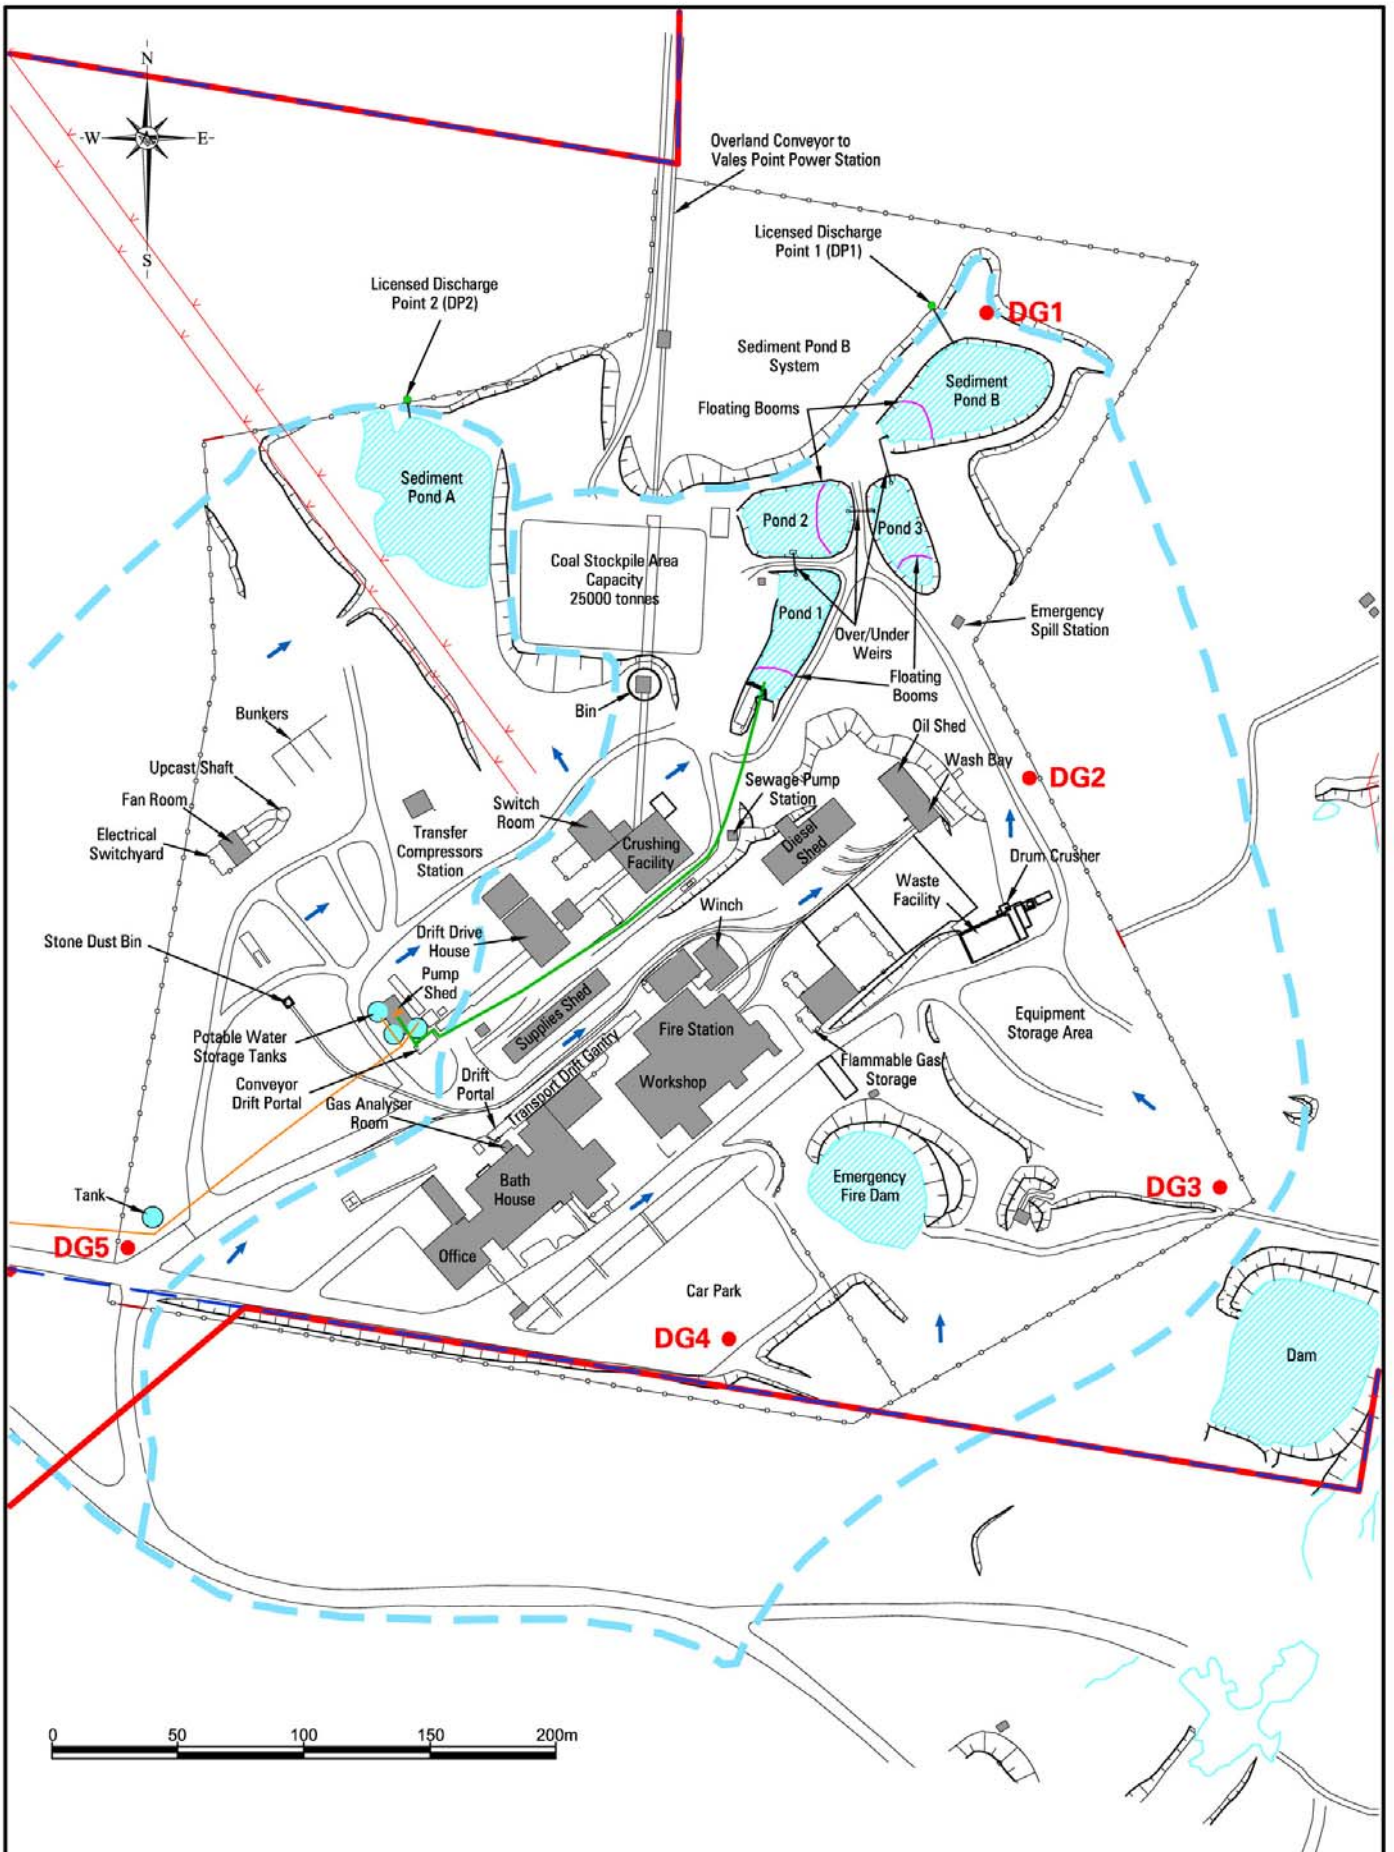 N
W
E
S
Overland Conveyor to
Vales Point Power Station
Licensed Discharge
Point 1 (DP1)
Licensed Discharge
Point 2 (DP2)
DG1
Sediment Pond B
System
Sediment
Pond B
Floating Booms
Sediment
Pond A
Pond 2
Pond 3
Coal Stockpile Area
Capacity
25000 tonnes
Pond 1
Over/Under
Weirs
Emergency
Spill Station
Floating
Booms
Bin
Bunkers
Oil Shed
Upcast Shaft
Wash Bay
Fan Room
Sewage Pump
Station
DG2
Switch
Room
Electrical
Switchyard
Transfer
Compressors
Station
Crushing
Facility
Diesel
Shed
Drum Crusher
Waste
Facility
Winch
Stone Dust Bin
Drift Drive
House
Pump
Shed
Supplies Shed
Equipment
Storage Area
Potable Water
Storage Tanks
Fire Station
Flammable Gas
Storage
Conveyor
Drift Portal
Drift
Portal
Transport Drift Gantry
Workshop
Gas Analyser
Room
Bath
House
Emergency
Fire Dam
DG3
Tank
DG5
Office
Car Park
DG4
Dam
H
0 50 100 150 200m